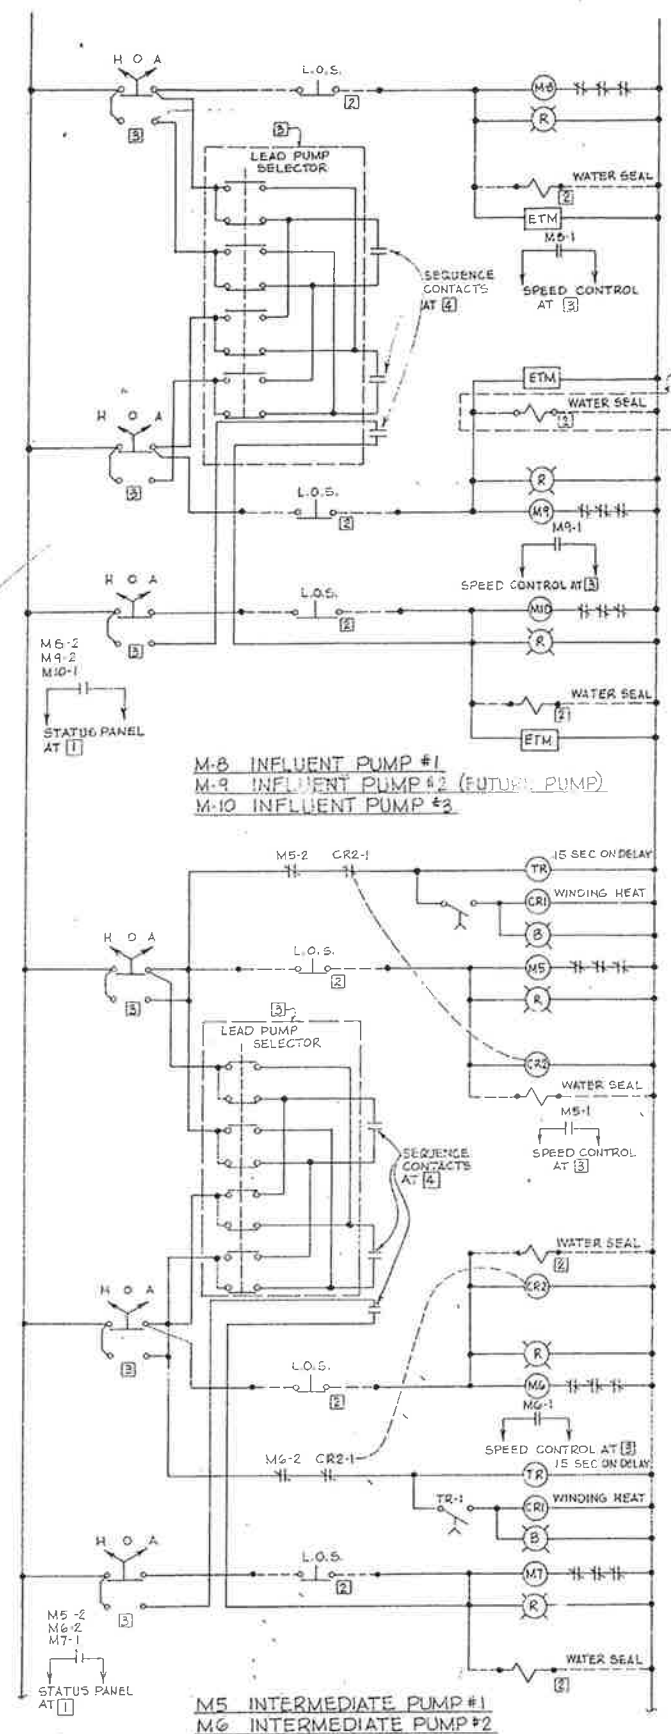 H O A
L.O.S.
2
M-8
R
3
3
LEAD PUMP
SELECTOR
WATER SEAL
2
ETM
M8-1
SEQUENCE
CONTACTS
AT 4
SPEED CONTROL
AT 3
ETM
WATER SEAL
2
H O A
3
R
L.O.S.
2
M9
M9-1
SPEED CONTROL AT 3
H O A
L.O.S.
2
M10
3
R
M8-2
M9-2
M10-1
STATUS PANEL
AT 1
WATER SEAL
2
ETM
M-8 INFLUENT PUMP #1
M-9 INFLUENT PUMP #2 (FUTURE PUMP)
M-10 INFLUENT PUMP #3
M5-2 CR2-1
15 SEC ON DELAY
TR
CR1 WINDING HEAT
B
H O A
L.O.S.
2
M5
3
R
3
LEAD PUMP
SELECTOR
CR2
WATER SEAL
M5-1
SPEED CONTROL
AT 3
SEQUENCE
CONTACTS
AT 4
WATER SEAL
2
CR2
H O A
3
R
L.O.S.
2
M6
M6-1
SPEED CONTROL AT 3
15 SEC ON DELAY
M6-2 CR2-1
TR
TR-1
CR1 WINDING HEAT
B
H O A
L.O.S.
2
M7
3
R
M5-2
M6-2
M7-1
STATUS PANEL
AT 1
WATER SEAL
2
M5 INTERMEDIATE PUMP #1
M6 INTERMEDIATE PUMP #2